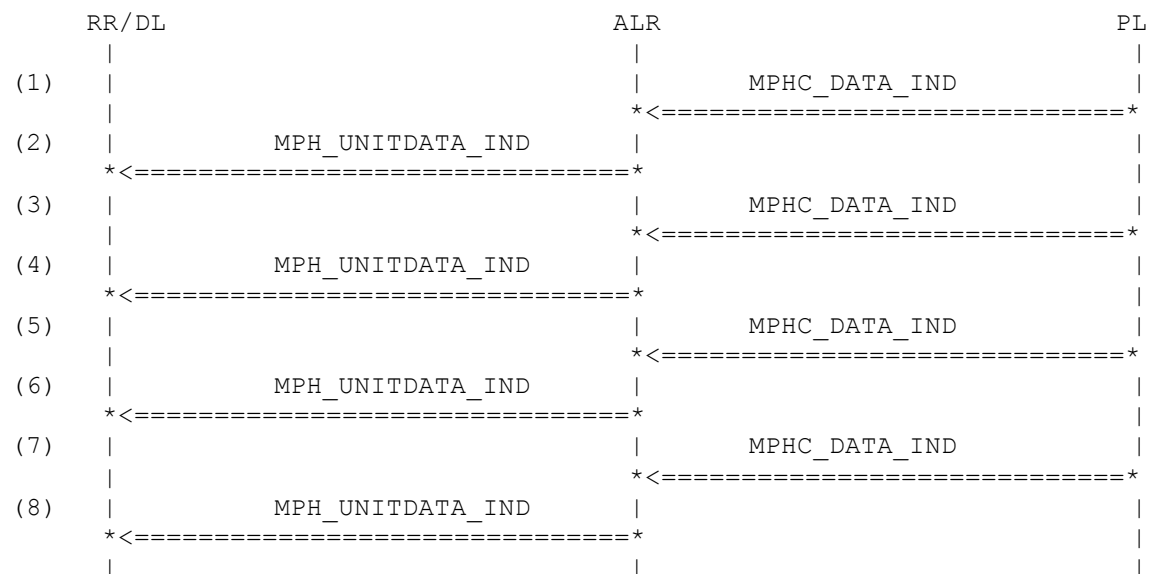 RR/DL ALR PL
| | |
(1) | | MPHC_DATA_IND |
| *<=============================*
(2) | MPH_UNITDATA_IND | |
*<===============================* |
(3) | | MPHC_DATA_IND |
| *<=============================*
(4) | MPH_UNITDATA_IND | |
*<===============================* |
(5) | | MPHC_DATA_IND |
| *<=============================*
(6) | MPH_UNITDATA_IND | |
*<===============================* |
(7) | | MPHC_DATA_IND |
| *<=============================*
(8) | MPH_UNITDATA_IND | |
*<===============================* |
| | |